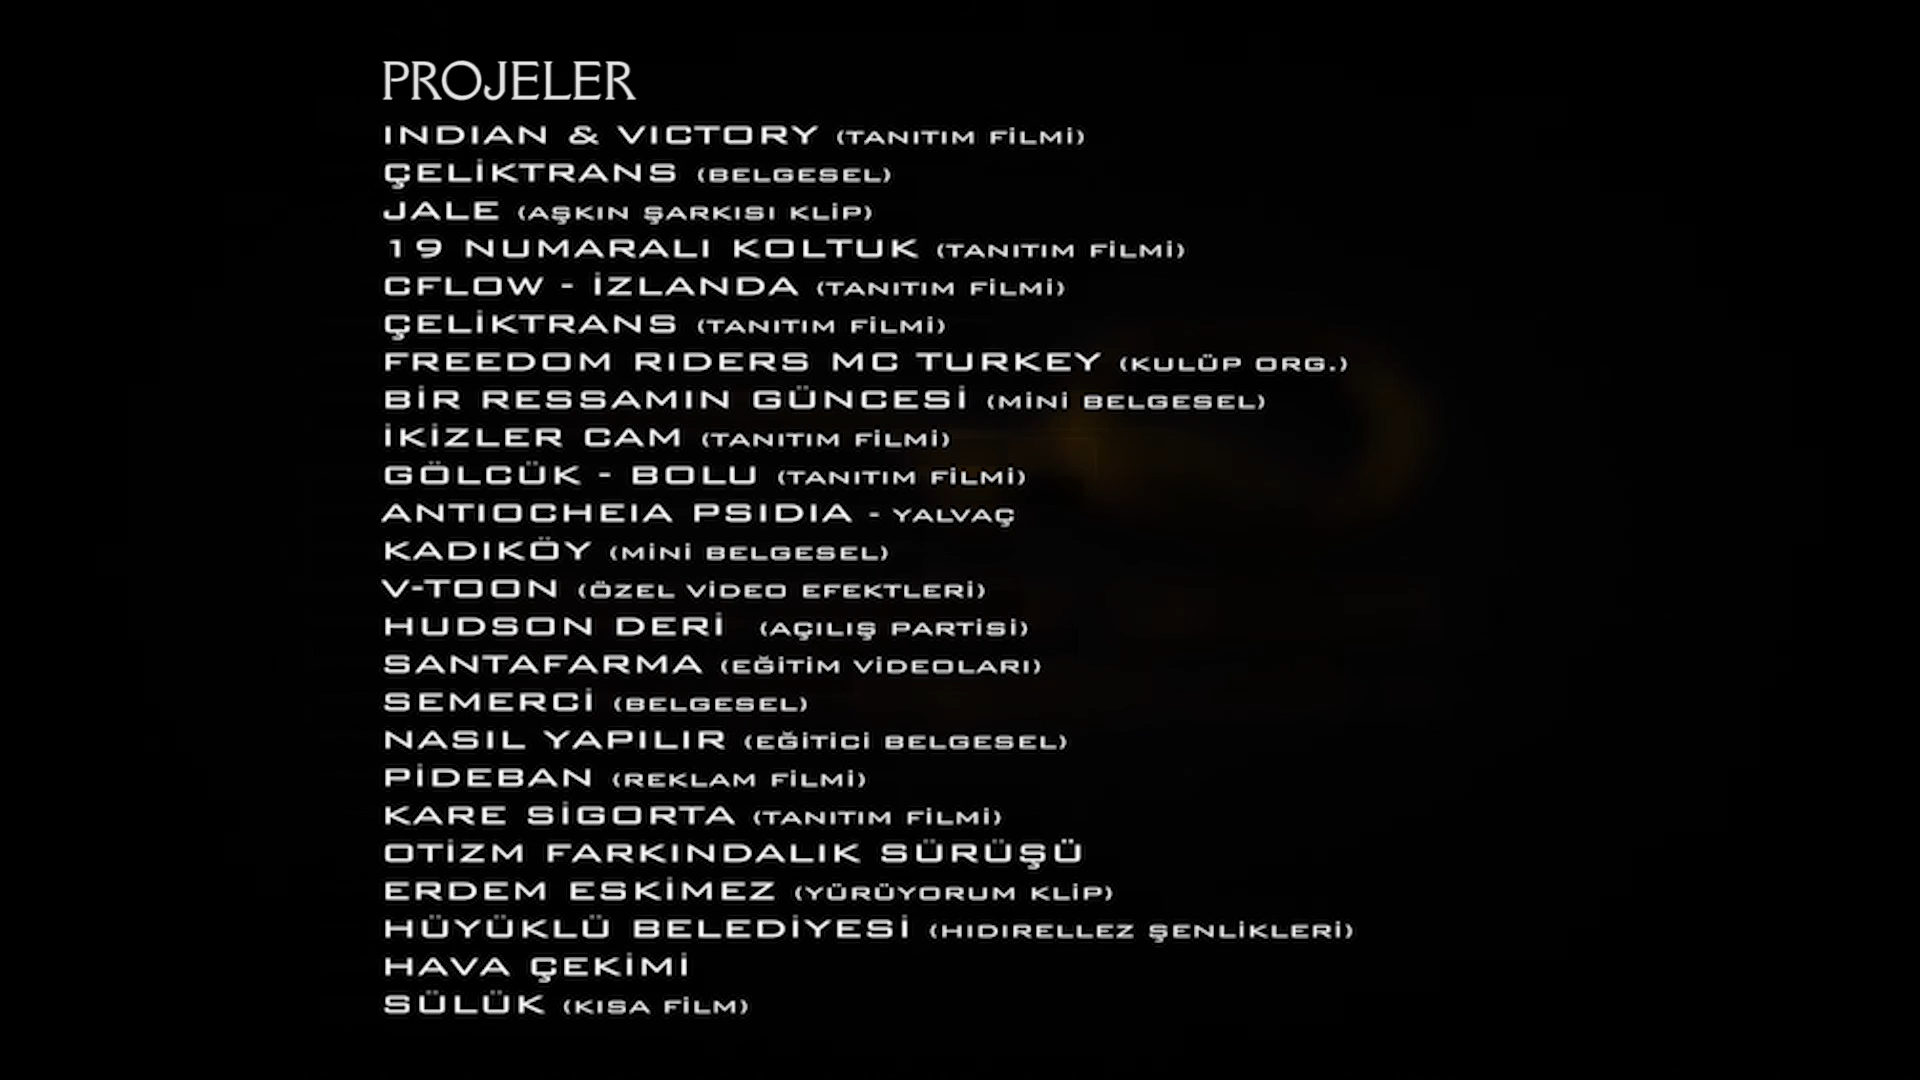 PROJELER
INDIAN & VICTORY (TANITIM FİLMİ)
ÇELİKTRANS (BELGESEL)
JALE (AŞKIN ŞARKISI KLİP)
19 NUMARALI KOLTUK (TANITIM FİLMİ)
CFLOW - İZLANDA (TANITIM FİLMİ)
ÇELİKTRANS (TANITIM FİLMİ)
FREEDOM RIDERS MC TURKEY (KULÜP ORG.)
BİR RESSAMIN GÜNCESİ (MİNİ BELGESEL)
İKİZLER CAM (TANITIM FİLMİ)
GÖLCÜK - BOLU (TANITIM FİLMİ)
ANTIOCHEIA PSIDIA - YALVAÇ
KADIKÖY (MİNİ BELGESEL)
V-TOON (ÖZEL VİDEO EFEKTLERİ)
HUDSON DERİ (AÇILIŞ PARTİSİ)
SANTAFARMA (EĞİTİM VİDEOLARI)
SEMERCİ (BELGESEL)
NASIL YAPILIR (EĞİTİCİ BELGESEL)
PİDEBAN (REKLAM FİLMİ)
KARE SİGORTA (TANITIM FİLMİ)
OTİZM FARKINDALIK SÜRÜŞÜ
ERDEM ESKİMEZ (YÜRÜYORUM KLİP)
HÜYÜKLÜ BELEDİYESİ (HIDIRELLEZ ŞENLİKLERİ)
HAVA ÇEKİMİ
SÜLÜK (KISA FİLM)